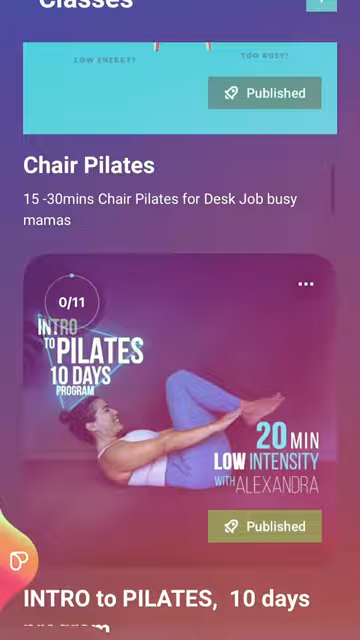 Classes
LOW ENERGY?
TOO BUSY?
Published
Chair Pilates
15 -30mins Chair Pilates for Desk Job busy
mamas
0/11
INTRO
TO PILATES
10 DAYS
PROGRAM
20 MIN
LOW INTENSITY
WITH ALEXANDRA
Published
INTRO to PILATES,  10 days
program